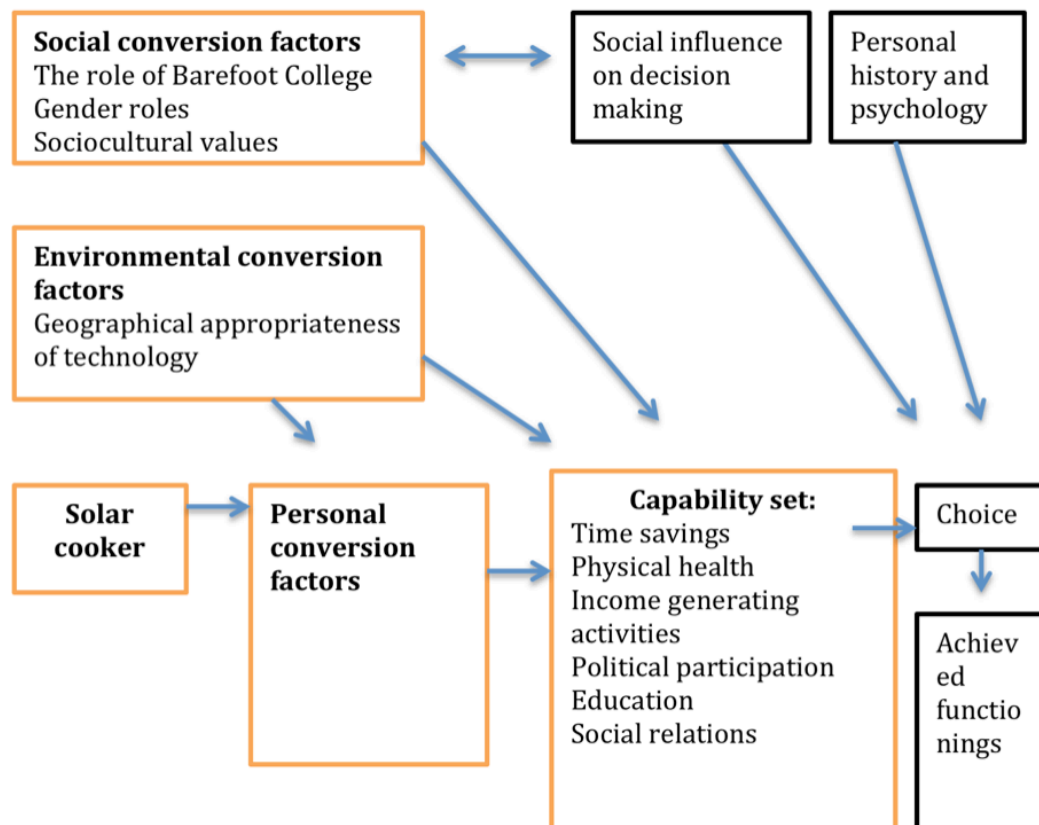 Social conversion factors
The role of Barefoot College
Gender roles
Sociocultural values
Social influence
on decision
making
Personal
history and
psychology
Environmental conversion
factors
Geographical appropriateness
of technology
Solar
cooker
Personal
conversion
factors
Capability set:
Time savings
Physical health
Income generating
activities
Political participation
Education
Social relations
Choice
Achiev
ed
functio
nings